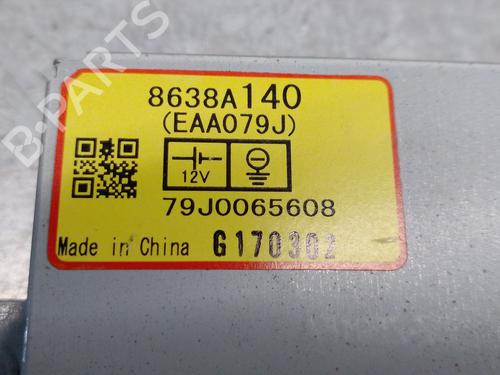 8638A140
(EAA079J)
12V
79J0065608
Made in China G170302
B-PARTS